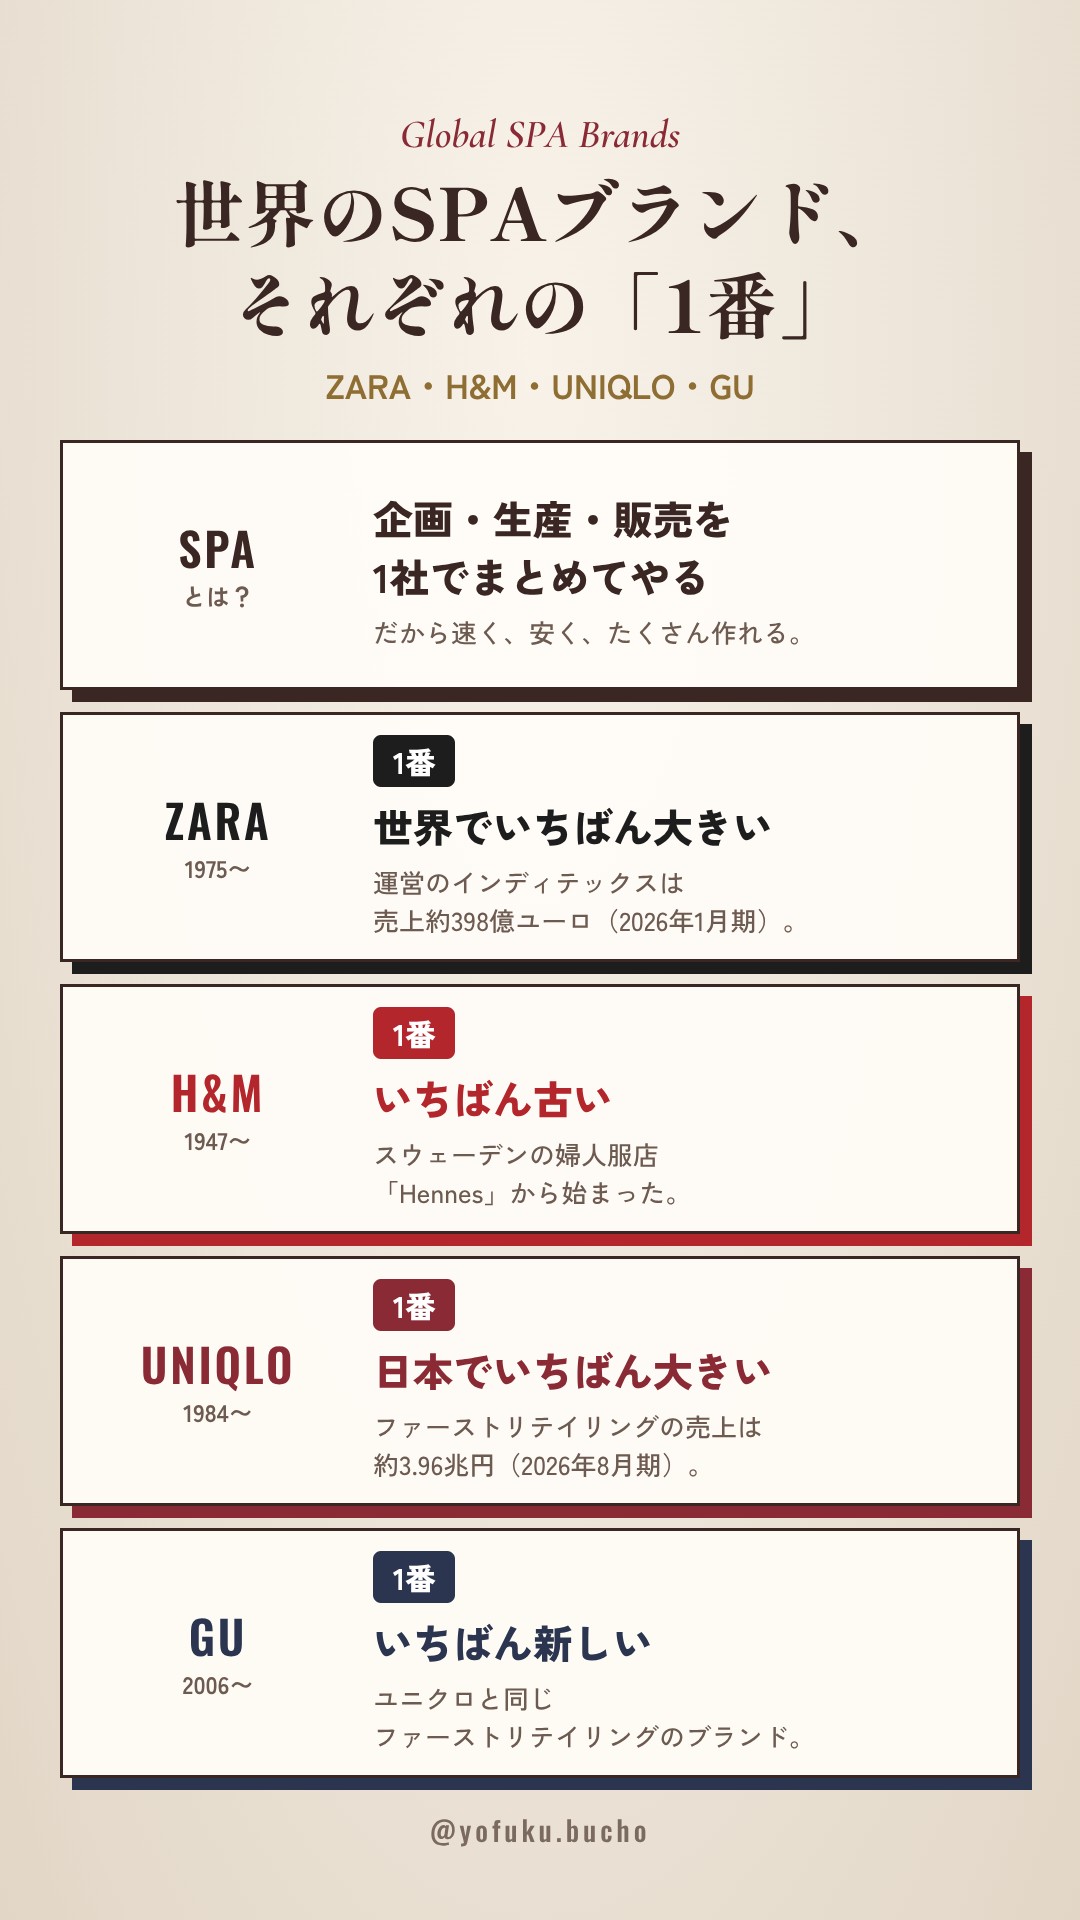 Global SPA Brands
世界のSPAブランド、
それぞれの「1番」
ZARA・H&M・UNIQLO・GU
SPA
とは？
企画・生産・販売を
1社でまとめてやる
だから速く、安く、たくさん作れる。
ZARA
1975〜
1番
世界でいちばん大きい
運営のインディテックスは
売上約398億ユーロ（2026年1月期）。
H&M
1947〜
1番
いちばん古い
スウェーデンの婦人服店
「Hennes」から始まった。
UNIQLO
1984〜
1番
日本でいちばん大きい
ファーストリテイリングの売上は
約3.96兆円（2026年8月期）。
GU
2006〜
1番
いちばん新しい
ユニクロと同じ
ファーストリテイリングのブランド。
@yofuku.bucho